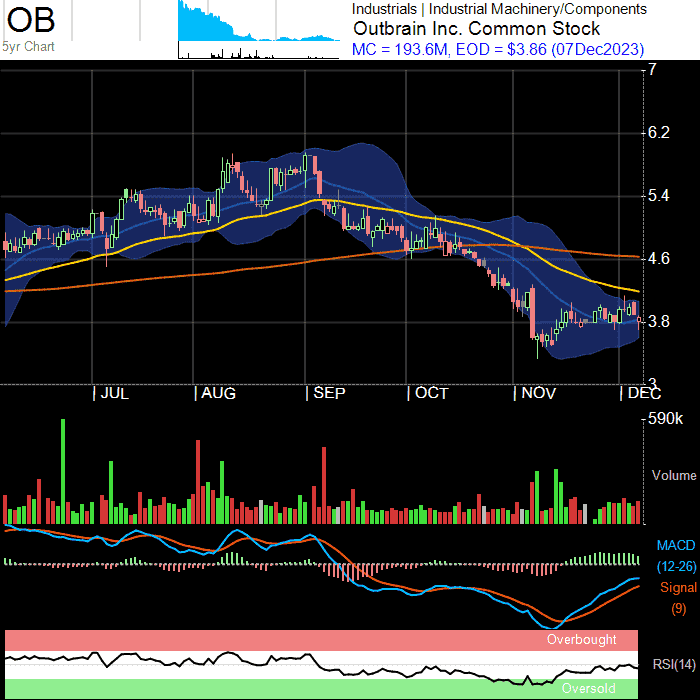 OB
5yr Chart
Industrials | Industrial Machinery/Components
Outbrain Inc. Common Stock
MC = 193.6M, EOD = $3.86 (07Dec2023)
7
6.2
5.4
4.6
3.8
3
| JUL
| AUG
| SEP
| OCT
| NOV
| DEC
590k
Volume
MACD
(12-26)
Signal
(9)
Overbought
RSI(14)
Oversold